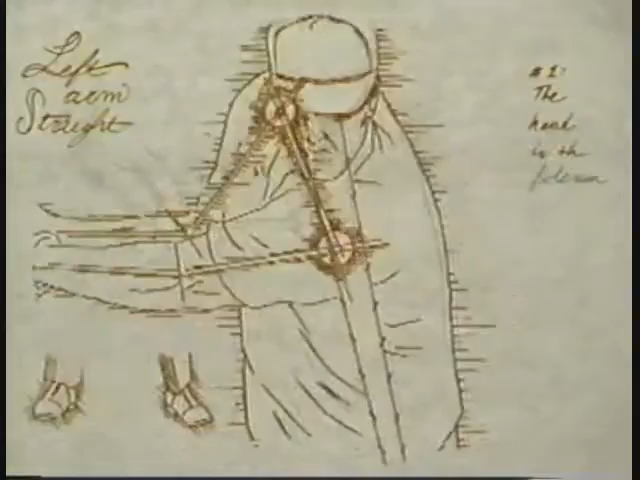 Left
arm
Straight
#1:
The
head
is the
fulcrum